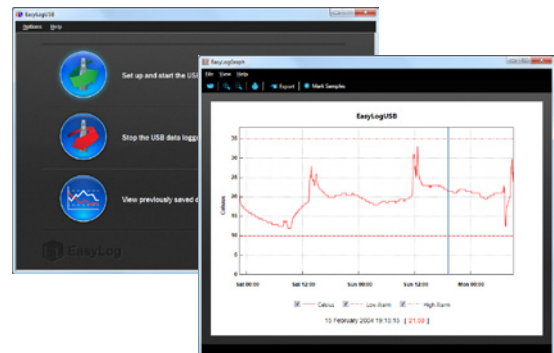 EasyLogUSB
Options Help
Set up and start the USB
Stop the USB data logg
View previously saved d
EasyLog
EasyLogGraph
File View Help
Export Mark Samples
EasyLogUSB
Celsius
35
30
25
20
15
10
5
0
Sat 00:00 Sat 12:00 Sun 00:00 Sun 12:00 Mon 00:00
Celsius Low Alarm High Alarm
15 February 2004 19:10:15 [ 21.50 ]